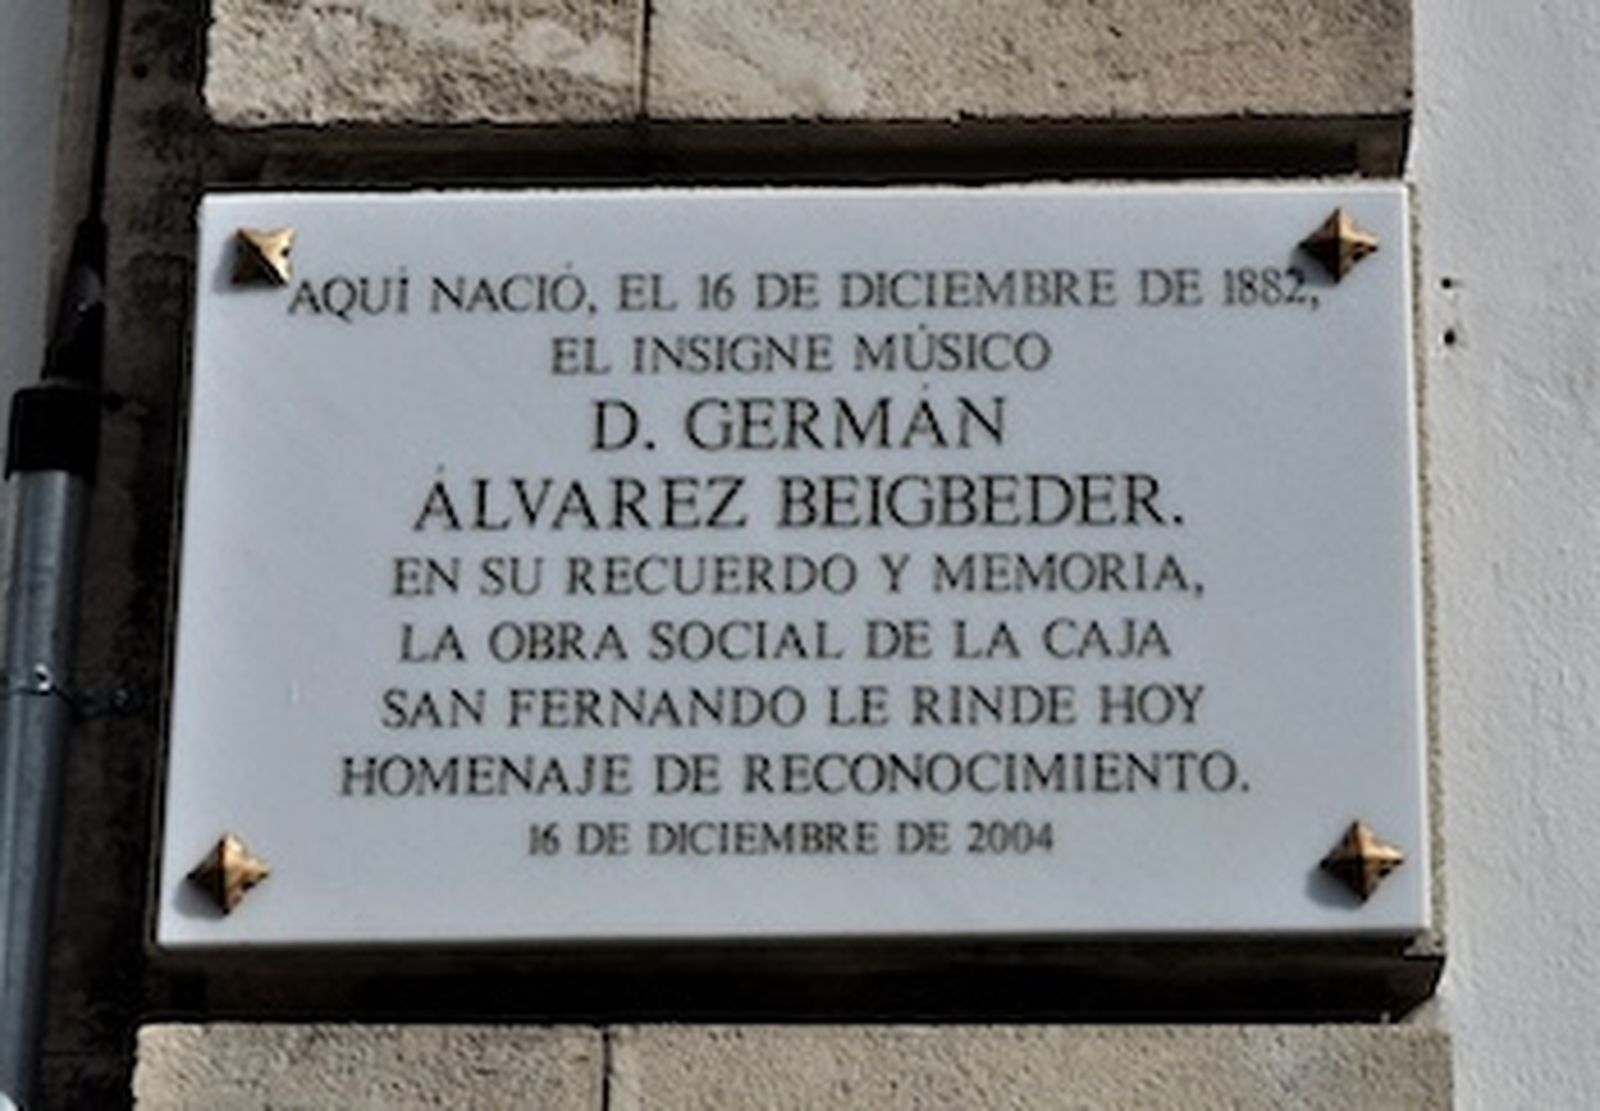 AQUÍ NACIÓ, EL 16 DE DICIEMBRE DE 1882,
EL INSIGNE MÚSICO
D. GERMÁN
ÁLVAREZ BEIGBEDER.
EN SU RECUERDO Y MEMORIA,
LA OBRA SOCIAL DE LA CAJA
SAN FERNANDO LE RINDE HOY
HOMENAJE DE RECONOCIMIENTO.
16 DE DICIEMBRE DE 2004